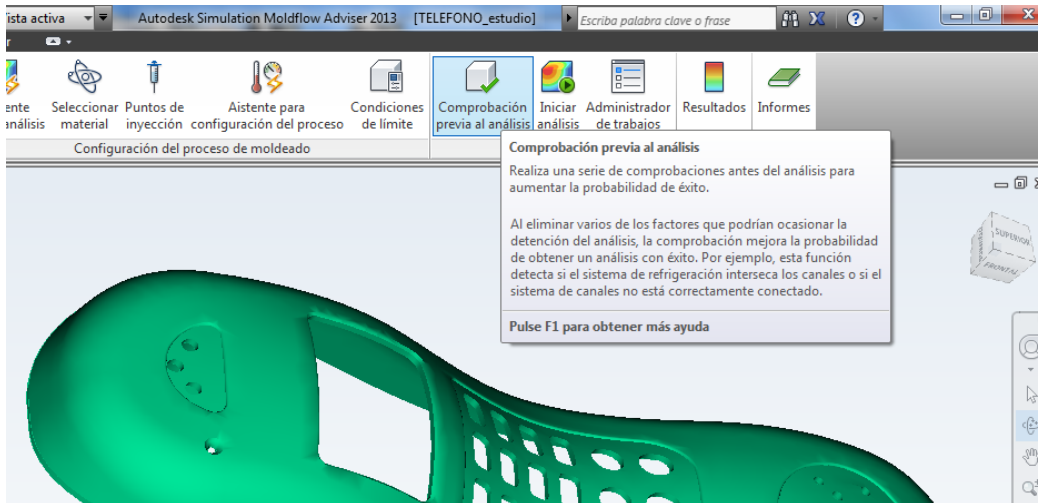 ista activa
Autodesk Simulation Moldflow Adviser 2013 [TELEFONO_estudio]
Escriba palabra clave o frase
?
ente análisis
Seleccionar material
Puntos de inyección
Aistente para configuración del proceso
Condiciones de límite
Comprobación previa al análisis
Iniciar análisis
Administrador de trabajos
Resultados
Informes
Configuración del proceso de moldeado
Comprobación previa al análisis
Realiza una serie de comprobaciones antes del análisis para
aumentar la probabilidad de éxito.
Al eliminar varios de los factores que podrían ocasionar la
detención del análisis, la comprobación mejora la probabilidad
de obtener un análisis con éxito. Por ejemplo, esta función
detecta si el sistema de refrigeración interseca los canales o si el
sistema de canales no está correctamente conectado.
Pulse F1 para obtener más ayuda
SUPERIOR
FRONTAL